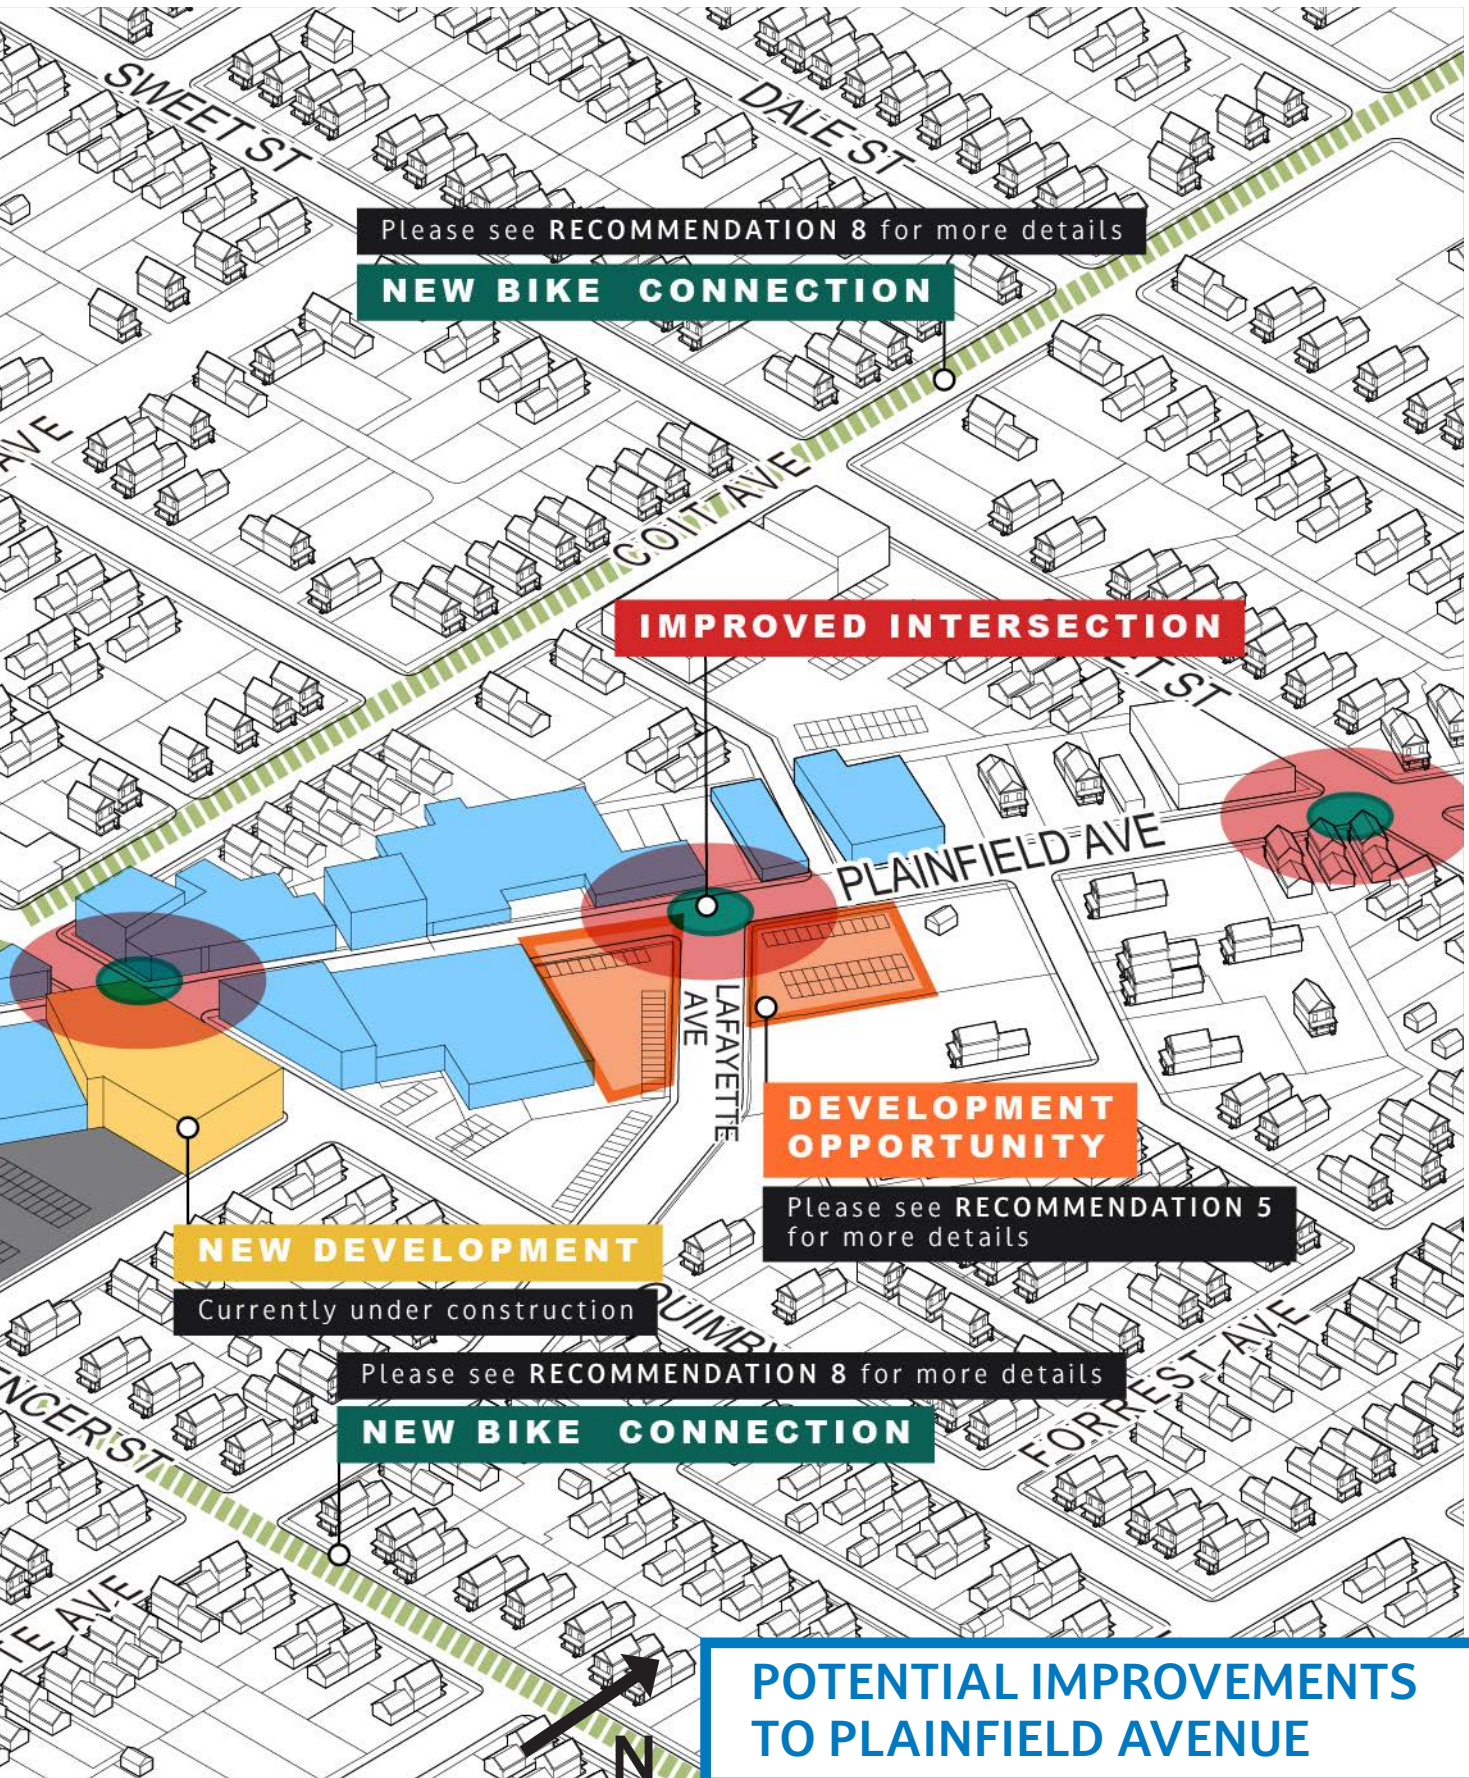 SWEET ST
DALE ST
Please see RECOMMENDATION 8 for more details
NEW BIKE CONNECTION
AVE
COIT AVE
IMPROVED INTERSECTION
ST
PLAINFIELD AVE
LAFAYETTE
AVE
DEVELOPMENT
OPPORTUNITY
Please see RECOMMENDATION 5
for more details
NEW DEVELOPMENT
Currently under construction
QUIMBY
Please see RECOMMENDATION 8 for more details
NEW BIKE CONNECTION
FORREST AVE
NCER ST
TE AVE
N
POTENTIAL IMPROVEMENTS
TO PLAINFIELD AVENUE